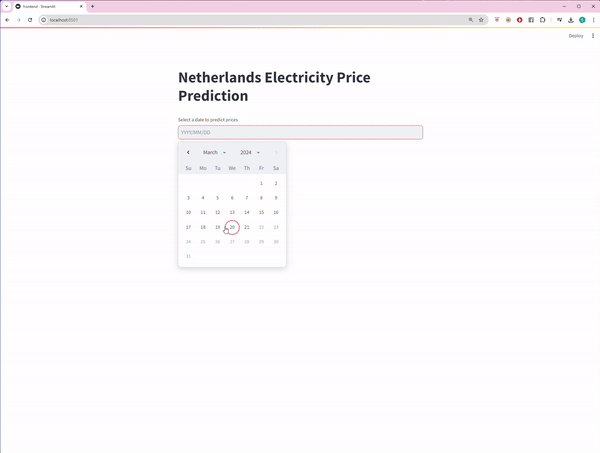 frontend · Streamlit
localhost:8501
Deploy
Netherlands Electricity Price
Prediction
Select a date to predict prices
YYYY/MM/DD
March 2024
Su Mo Tu We Th Fr Sa
1 2
3 4 5 6 7 8 9
10 11 12 13 14 15 16
17 18 19 20 21 22 23
24 25 26 27 28 29 30
31